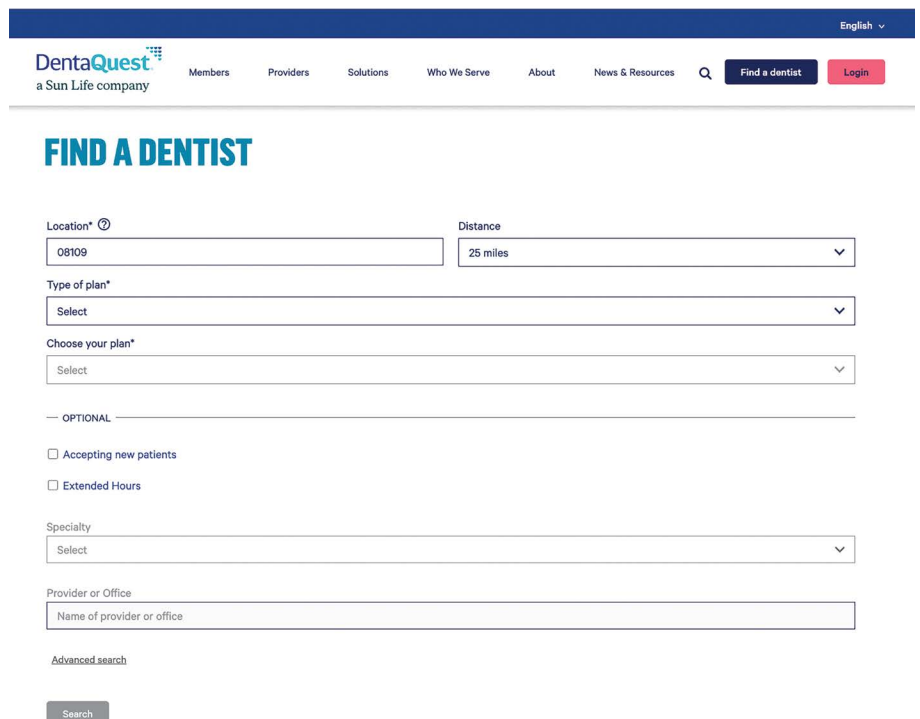 English
DentaQuest
a Sun Life company
Members Providers Solutions Who We Serve About News & Resources Find a dentist Login
FIND A DENTIST
Location* Distance
08109 25 miles
Type of plan*
Select
Choose your plan*
Select
OPTIONAL
Accepting new patients
Extended Hours
Specialty
Select
Provider or Office
Name of provider or office
Advanced search
Search